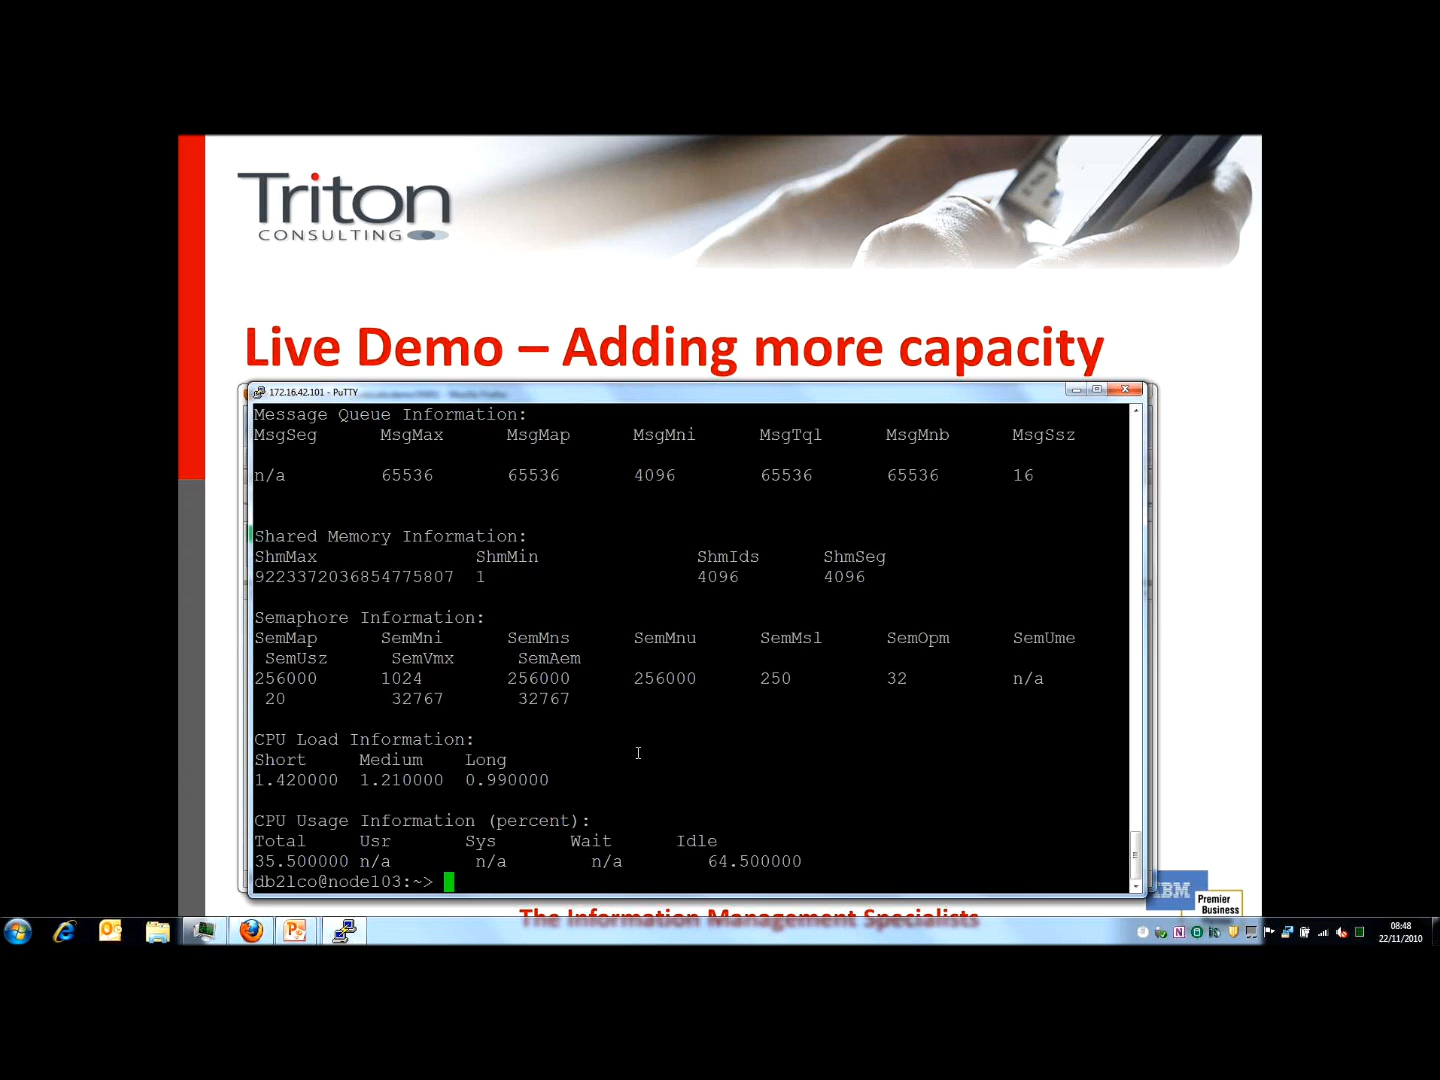 Triton
CONSULTING
Live Demo – Adding more capacity
172.16.42.101 - PuTTY
Message Queue Information:
MsgSeg MsgMax MsgMap MsgMni MsgTql MsgMnb MsgSsz
n/a 65536 65536 4096 65536 65536 16
Shared Memory Information:
ShmMax ShmMin ShmIds ShmSeg
9223372036854775807 1 4096 4096
Semaphore Information:
SemMap SemMni SemMns SemMnu SemMsl SemOpm SemUme
SemUsz SemVmx SemAem
256000 1024 256000 256000 250 32 n/a
20 32767 32767
CPU Load Information:
Short Medium Long
1.420000 1.210000 0.990000
CPU Usage Information (percent):
Total Usr Sys Wait Idle
35.500000 n/a n/a n/a 64.500000
db2lco@node103:~>
IBM
Premier
Business
The Information Management Specialists
08:48
22/11/2010